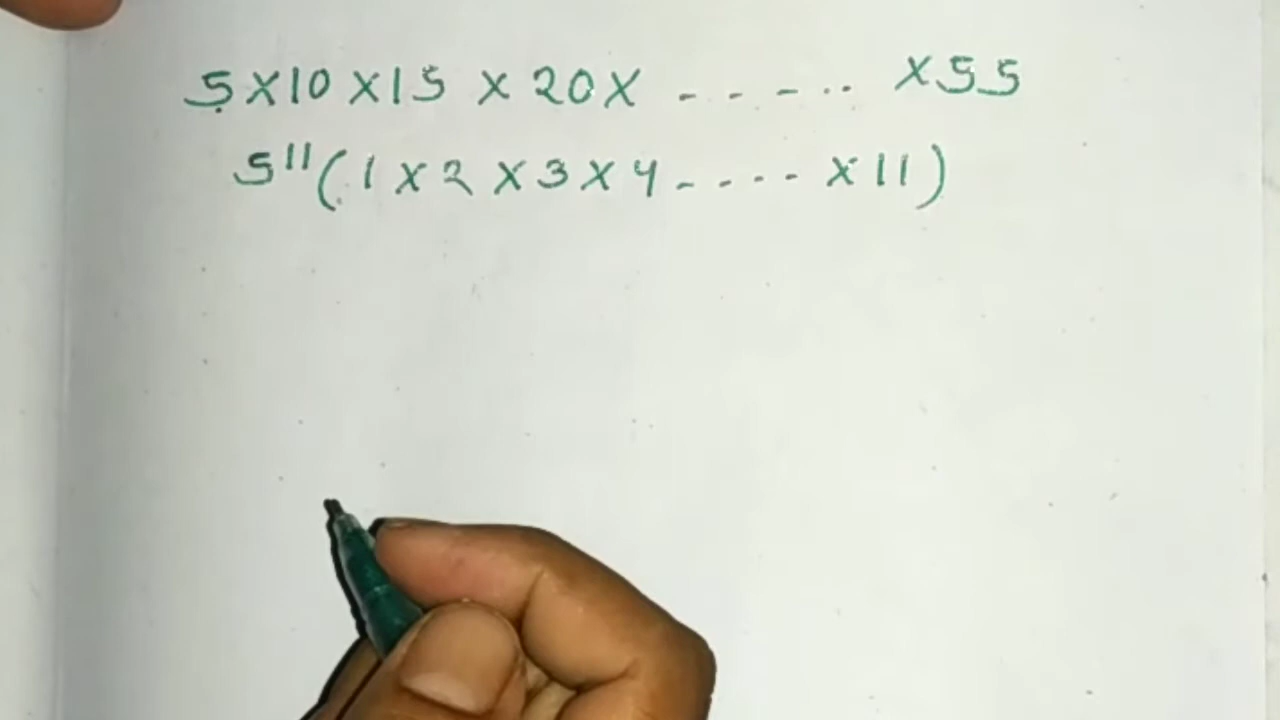 5×10×15×20× - - - - . . ×55
5¹¹(1×2×3×4 - - - - ×11)